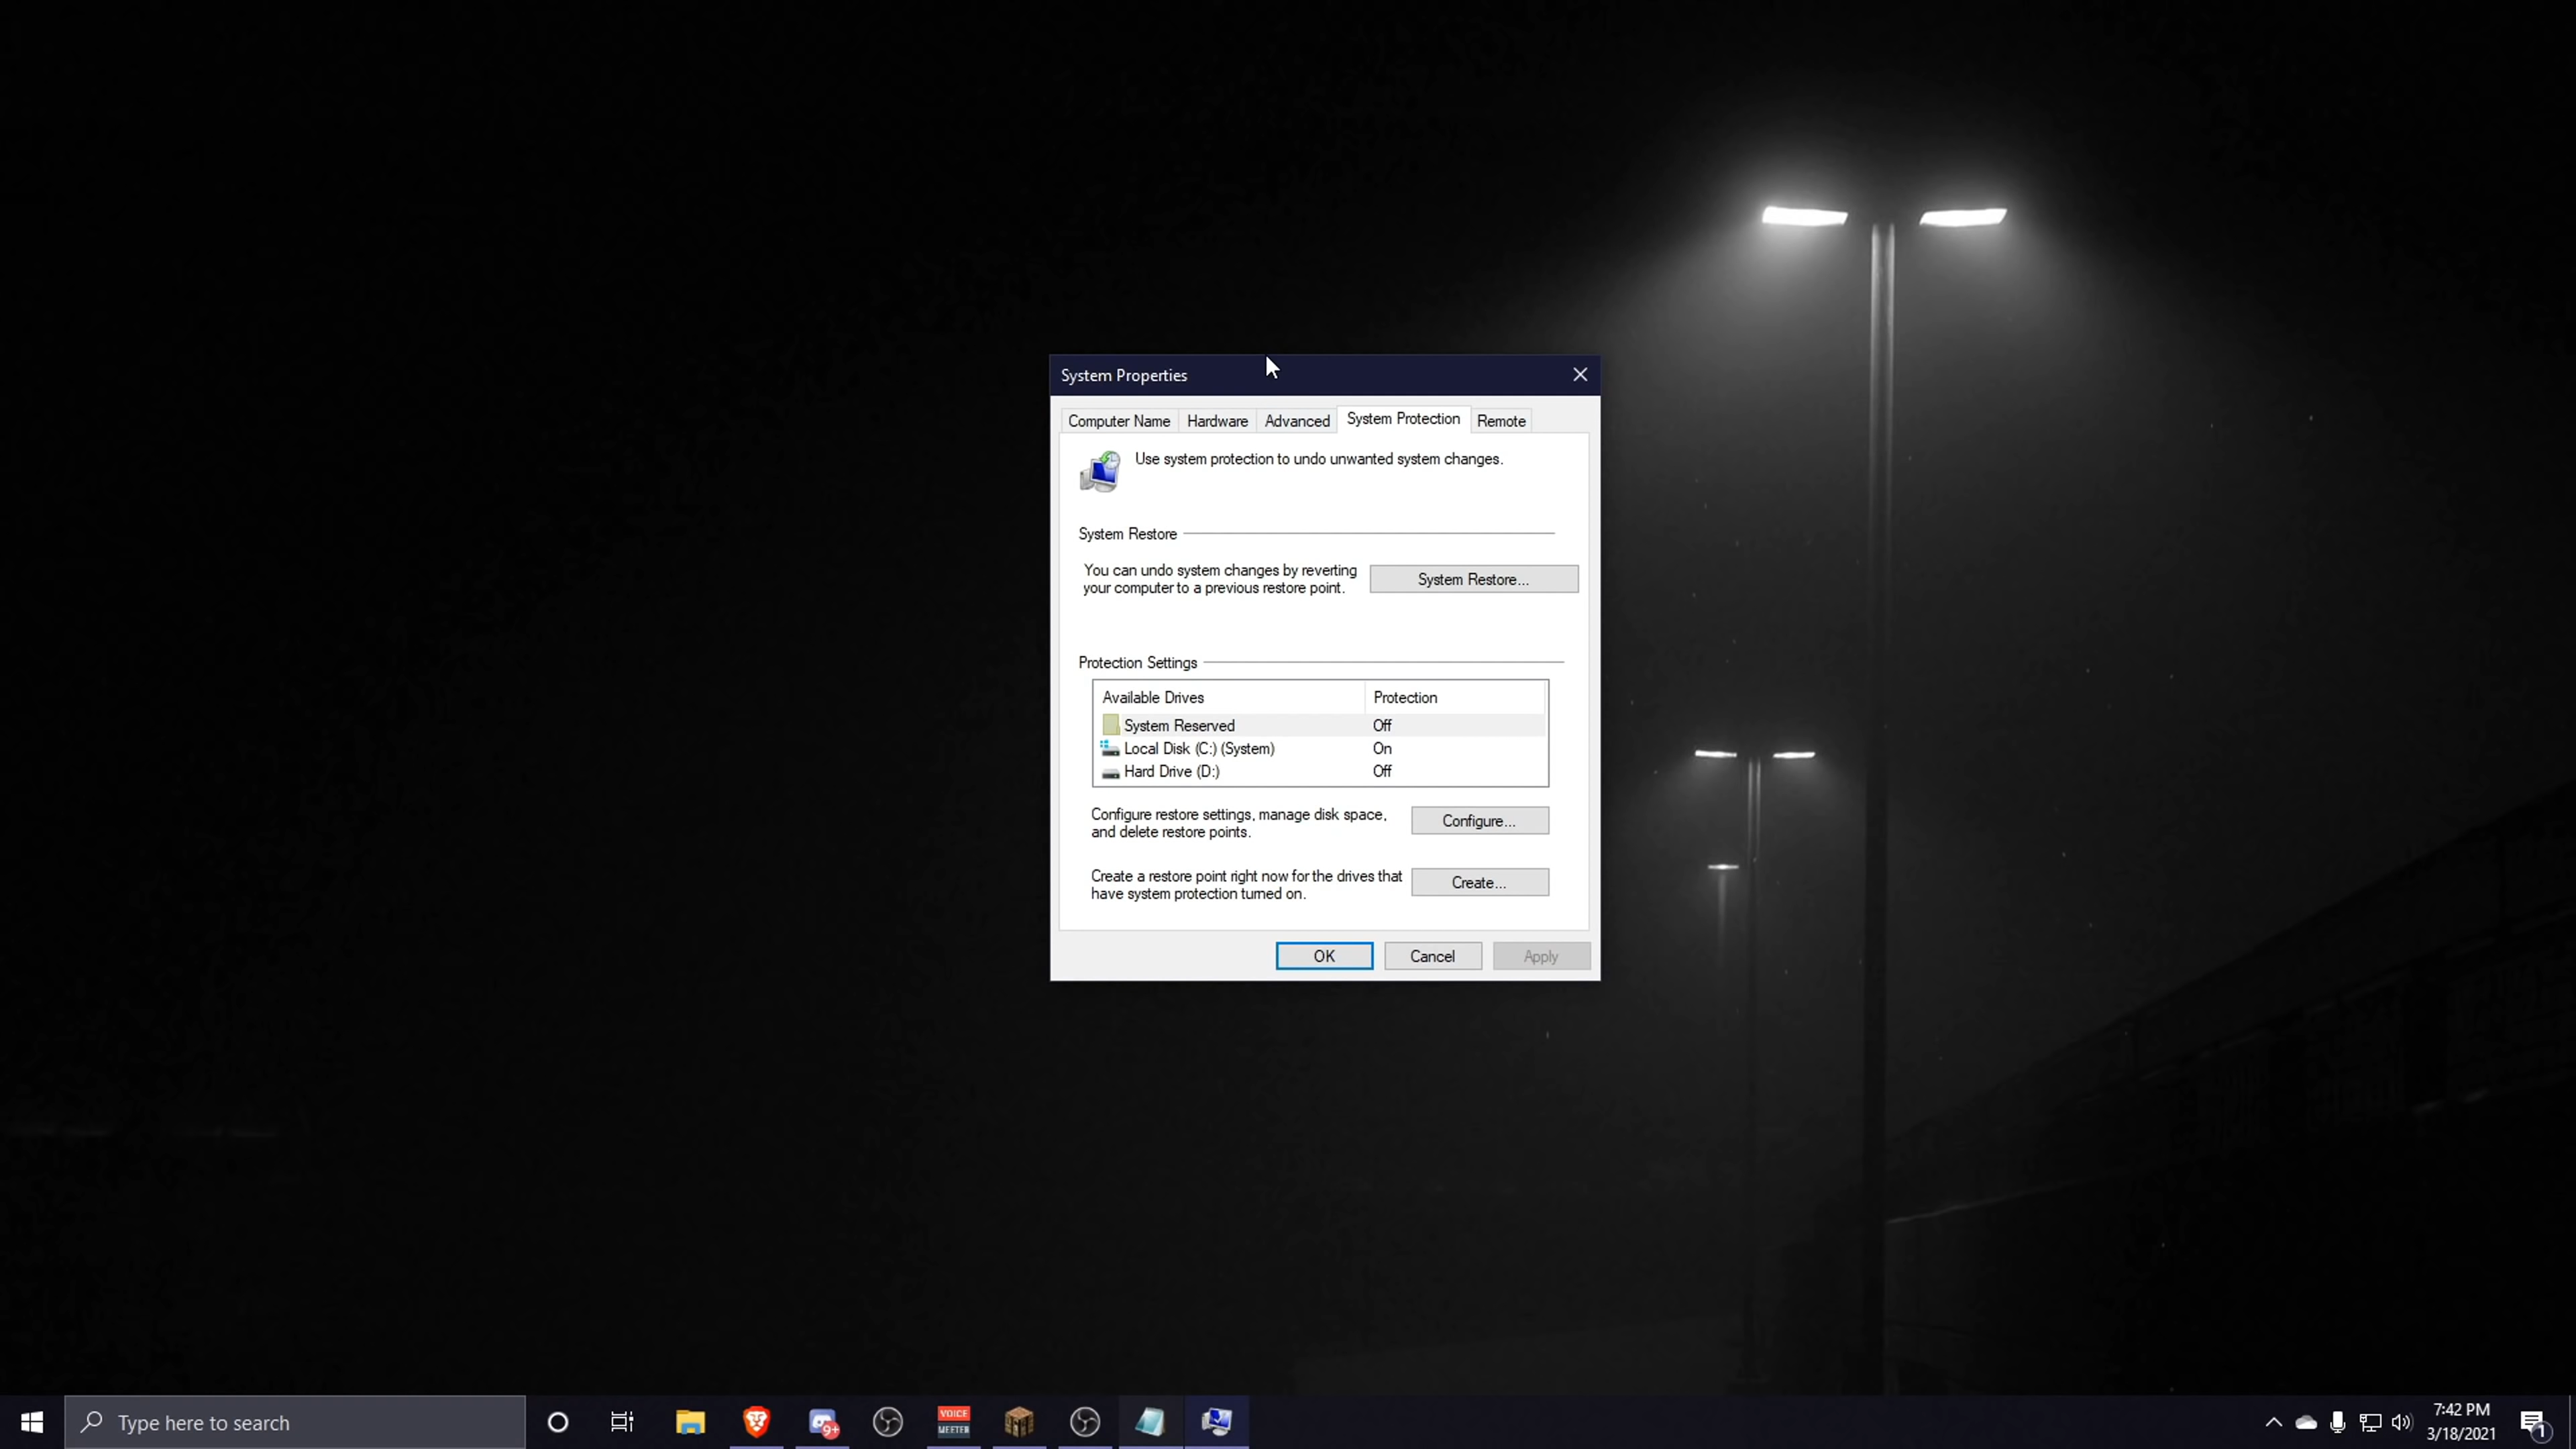 System Properties
Computer Name Hardware Advanced System Protection Remote
Use system protection to undo unwanted system changes.
System Restore
You can undo system changes by reverting
your computer to a previous restore point.
System Restore...
Protection Settings
Available Drives Protection
System Reserved Off
Local Disk (C:) (System) On
Hard Drive (D:) Off
Configure restore settings, manage disk space,
and delete restore points.
Configure...
Create a restore point right now for the drives that
have system protection turned on.
Create...
OK Cancel Apply
Type here to search
9+
VOICE
MEETER
7:42 PM
3/18/2021
1